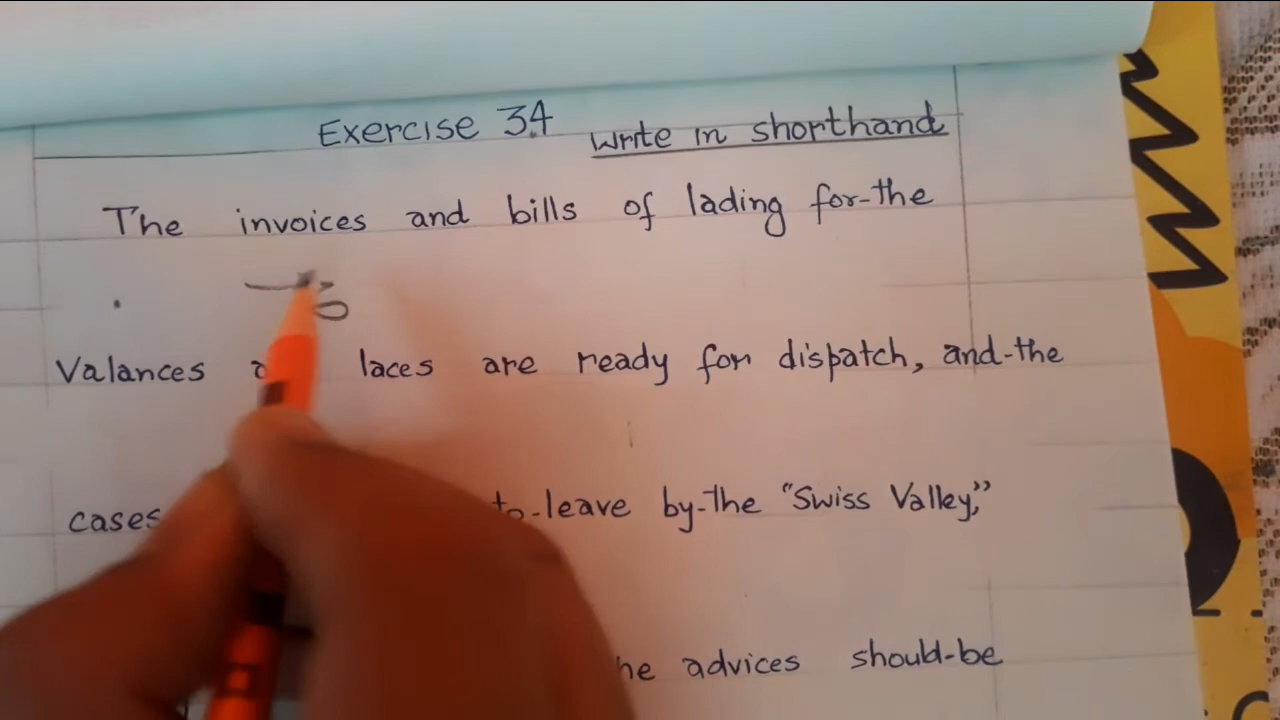 Exercise 34 Write in shorthand
The invoices and bills of lading for-the
Valances laces are ready for dispatch, and-the
cases to-leave by-the "Swiss Valley,"
the advices should-be